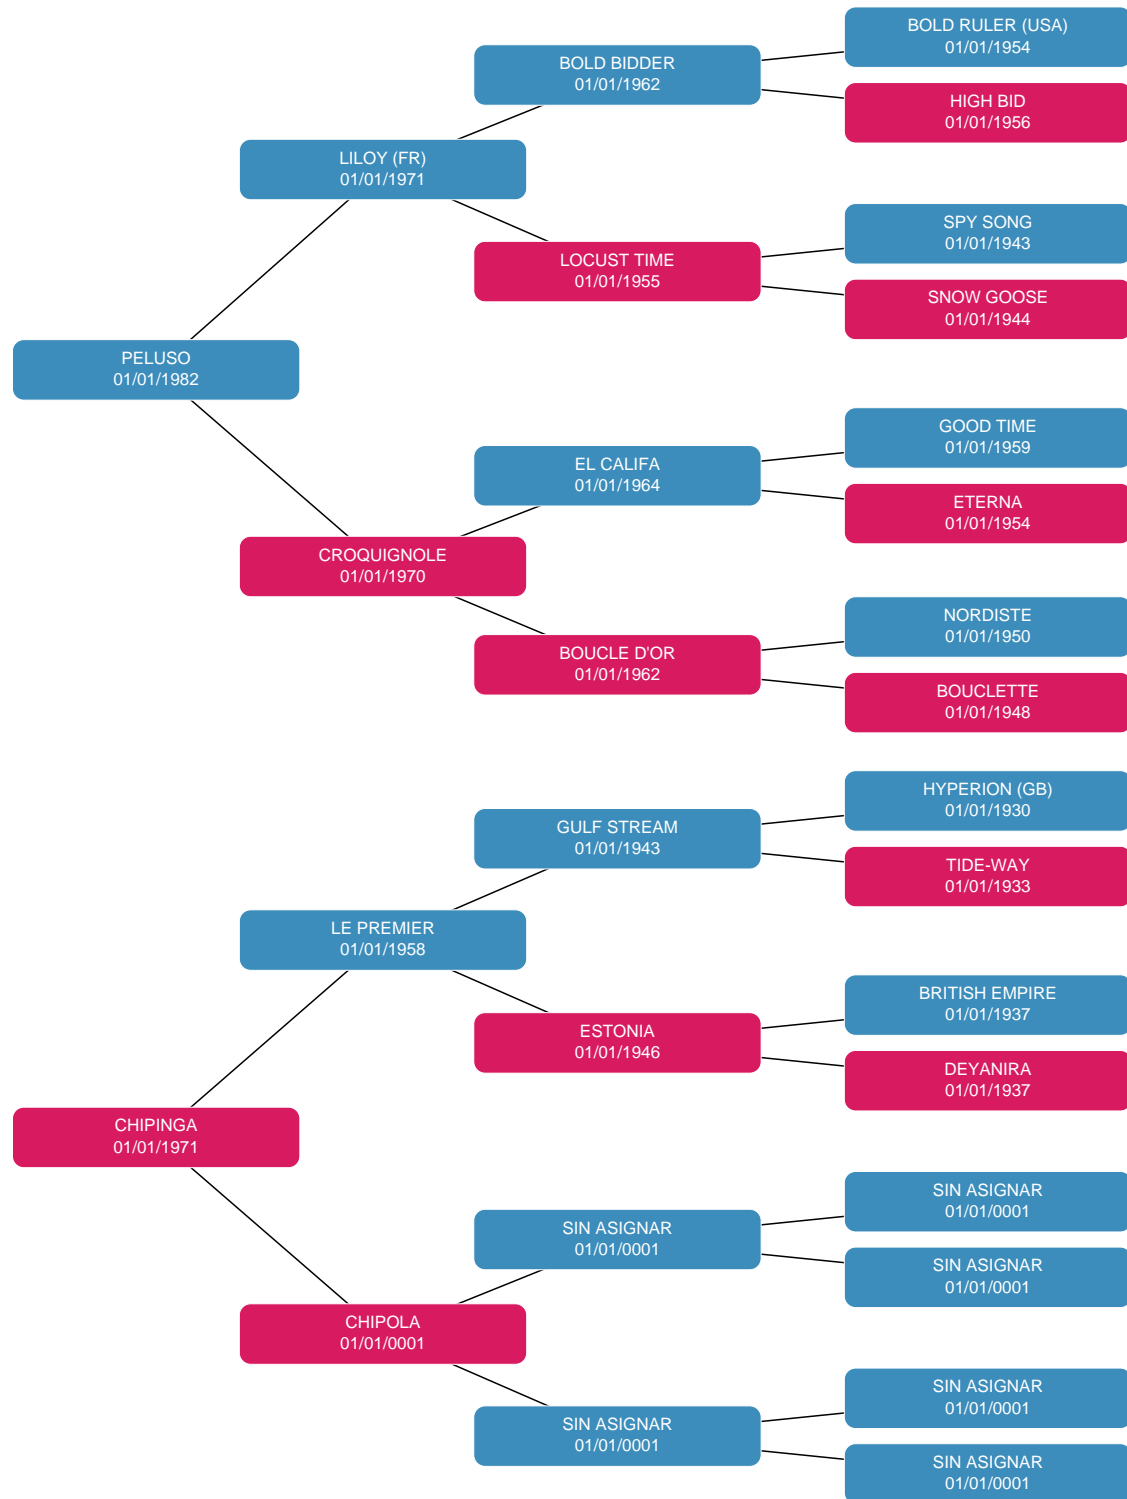 BOLD RULER (USA)
01/01/1954
BOLD BIDDER
01/01/1962
HIGH BID
01/01/1956
LILOY (FR)
01/01/1971
SPY SONG
01/01/1943
LOCUST TIME
01/01/1955
SNOW GOOSE
01/01/1944
PELUSO
01/01/1982
GOOD TIME
01/01/1959
EL CALIFA
01/01/1964
ETERNA
01/01/1954
CROQUIGNOLE
01/01/1970
NORDISTE
01/01/1950
BOUCLE D'OR
01/01/1962
BOUCLETTE
01/01/1948
HYPERION (GB)
01/01/1930
GULF STREAM
01/01/1943
TIDE-WAY
01/01/1933
LE PREMIER
01/01/1958
BRITISH EMPIRE
01/01/1937
ESTONIA
01/01/1946
DEYANIRA
01/01/1937
CHIPINGA
01/01/1971
SIN ASIGNAR
01/01/0001
SIN ASIGNAR
01/01/0001
SIN ASIGNAR
01/01/0001
CHIPOLA
01/01/0001
SIN ASIGNAR
01/01/0001
SIN ASIGNAR
01/01/0001
SIN ASIGNAR
01/01/0001